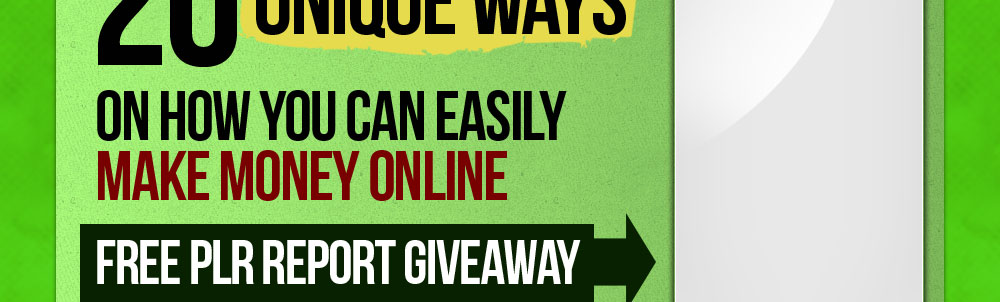 20 UNIQUE WAYS
ON HOW YOU CAN EASILY
MAKE MONEY ONLINE
FREE PLR REPORT GIVEAWAY